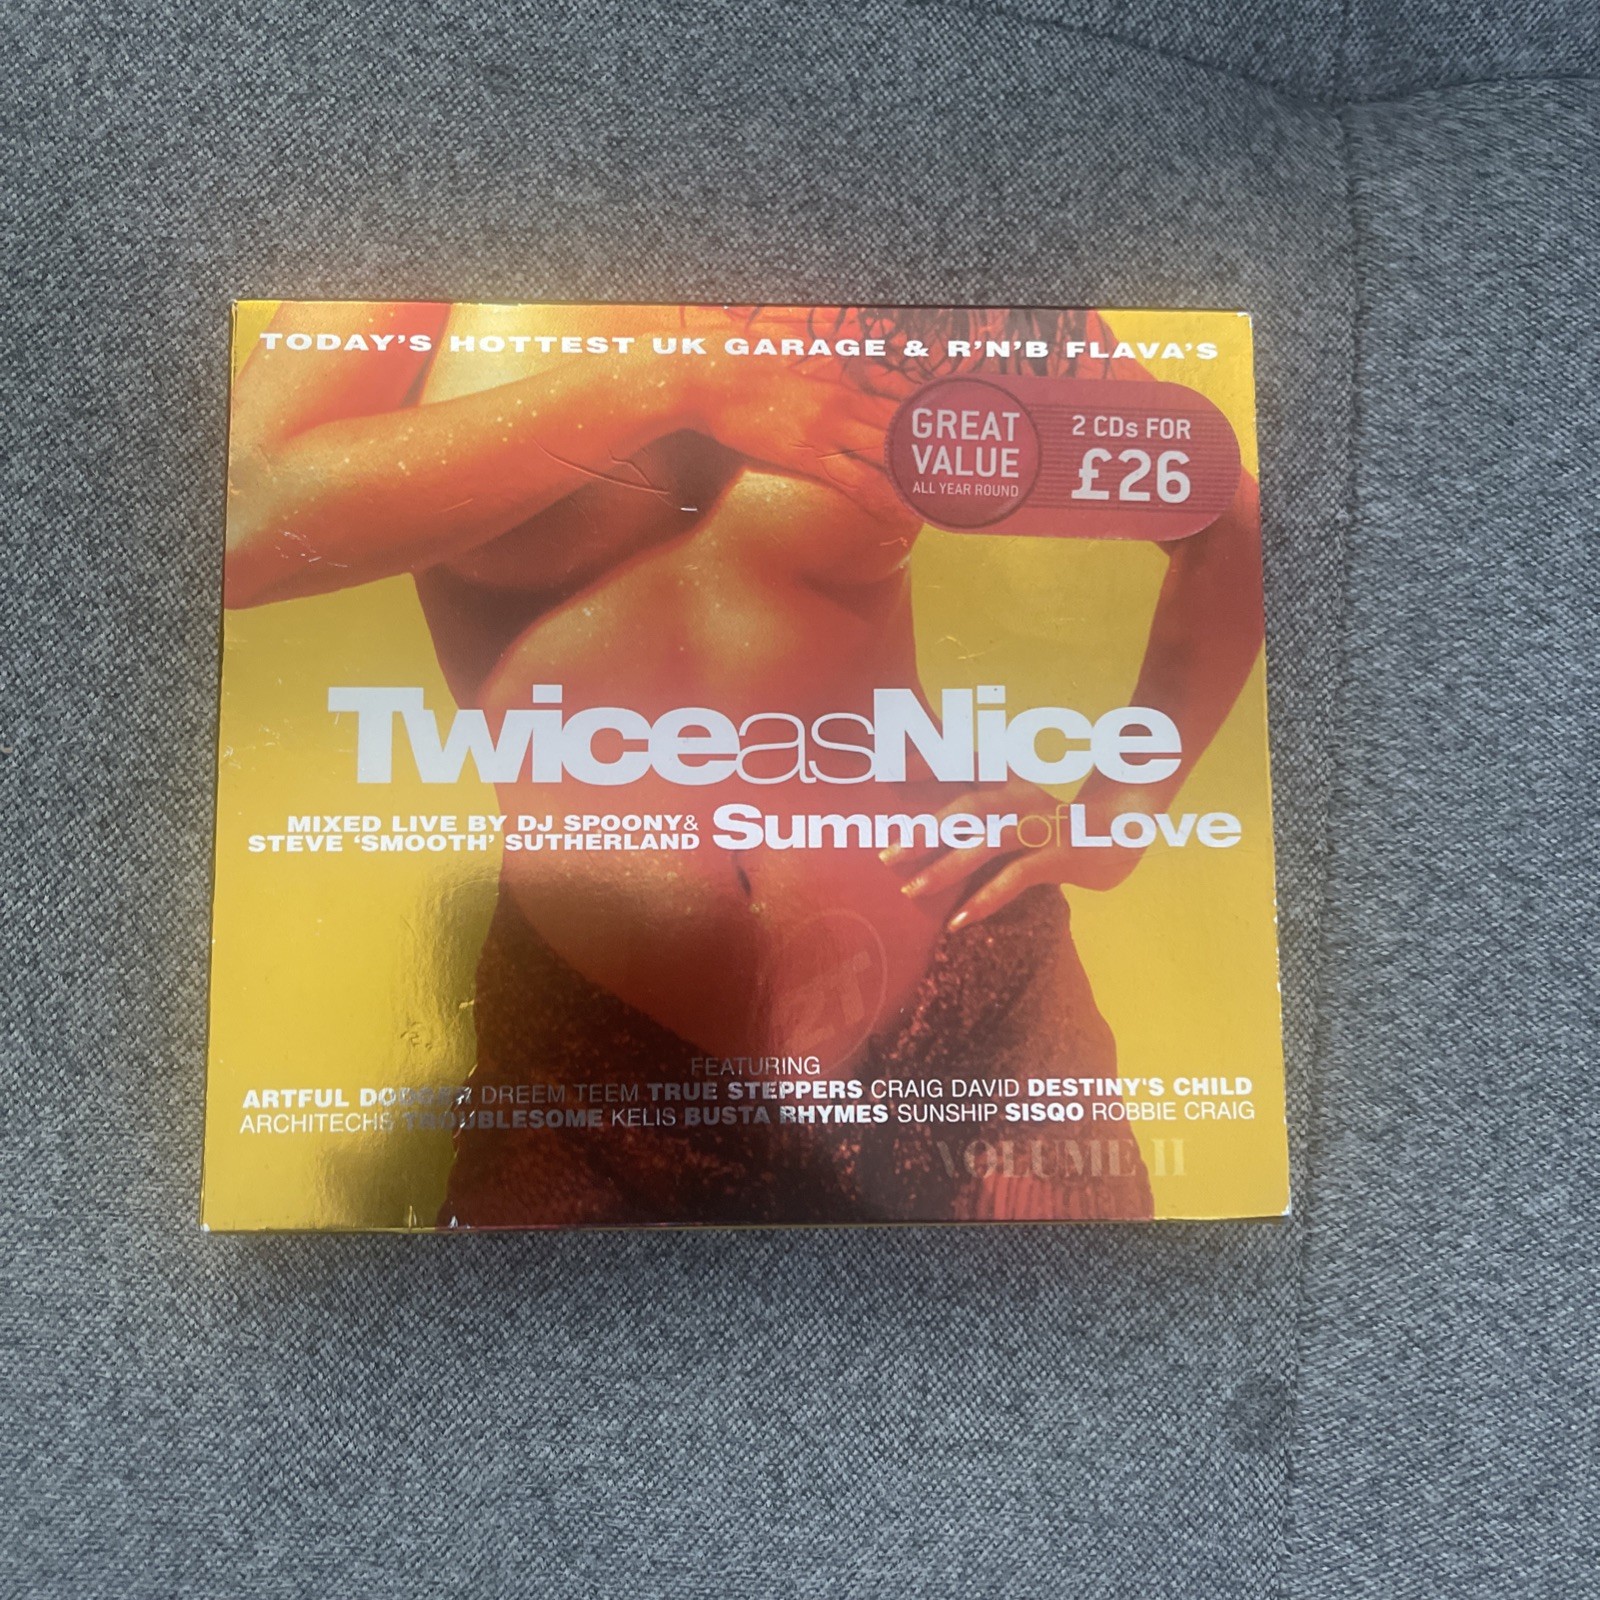 TODAY'S HOTTEST UK GARAGE & R'N'B FLAVA'S
GREAT
VALUE
ALL YEAR ROUND
2 CDs FOR
£26
TwiceasNice
MIXED LIVE BY DJ SPOONY&
STEVE 'SMOOTH' SUTHERLAND
SummerofLove
FEATURING
ARTFUL DODGER DREEM TEEM TRUE STEPPERS CRAIG DAVID DESTINY'S CHILD
ARCHITECHS TROUBLESOME KELIS BUSTA RHYMES SUNSHIP SISQO ROBBIE CRAIG
VOLUME II